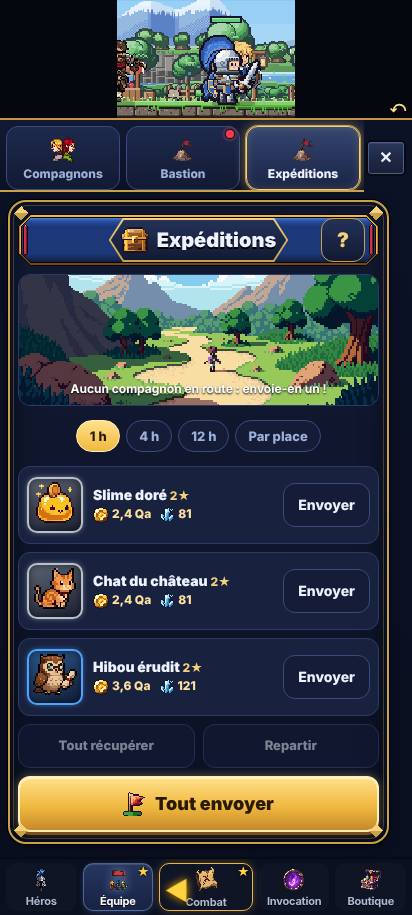 Compagnons
Bastion
Expéditions
×
Expéditions
?
Aucun compagnon en route : envoie-en un !
1 h
4 h
12 h
Par place
Slime doré 2★
2,4 Qa 81
Envoyer
Chat du château 2★
2,4 Qa 81
Envoyer
Hibou érudit 2★
3,6 Qa 121
Envoyer
Tout récupérer
Repartir
Tout envoyer
Héros
Équipe
Combat
Invocation
Boutique